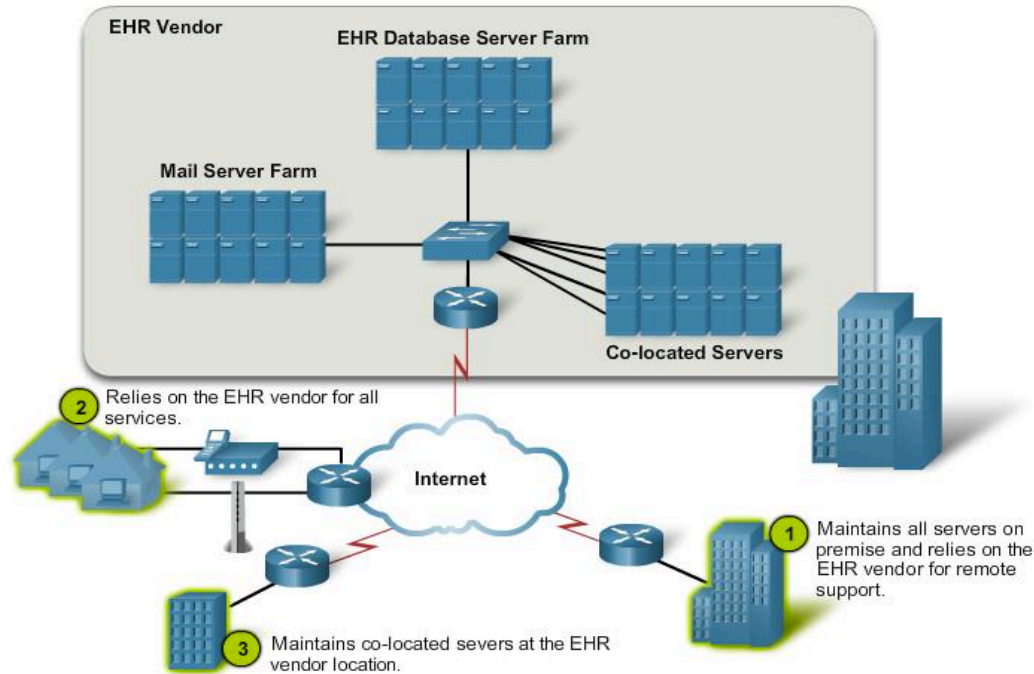 EHR Vendor
EHR Database Server Farm
Mail Server Farm
Co-located Servers
2
Relies on the EHR vendor for all
services.
Internet
1
Maintains all servers on
premise and relies on the
EHR vendor for remote
support.
3
Maintains co-located severs at the EHR
vendor location.